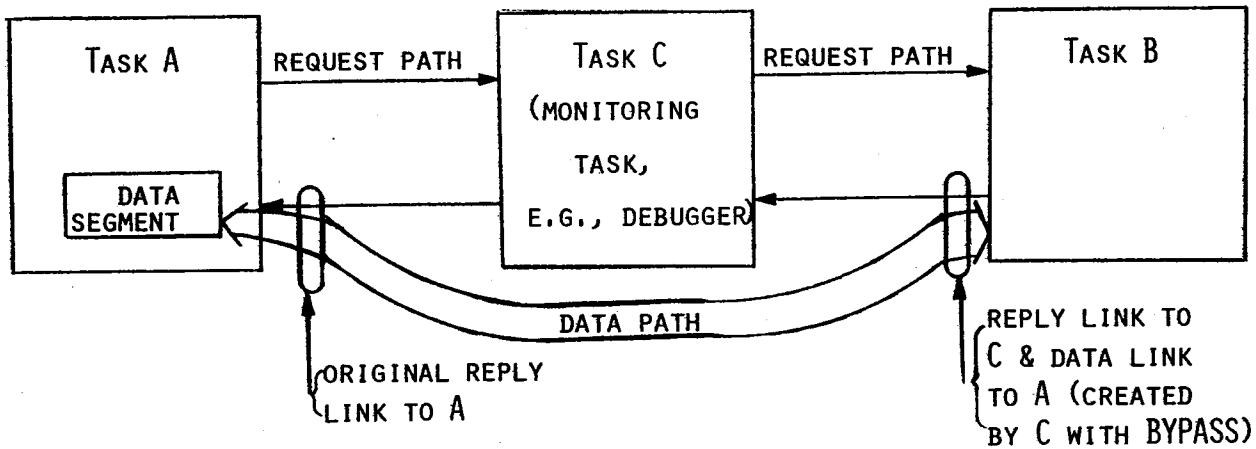 TASK A
REQUEST PATH
TASK C
(MONITORING
TASK,
E.G., DEBUGGER)
REQUEST PATH
TASK B
DATA
SEGMENT
DATA PATH
ORIGINAL REPLY
LINK TO A
REPLY LINK TO
C & DATA LINK
TO A (CREATED
BY C WITH BYPASS)